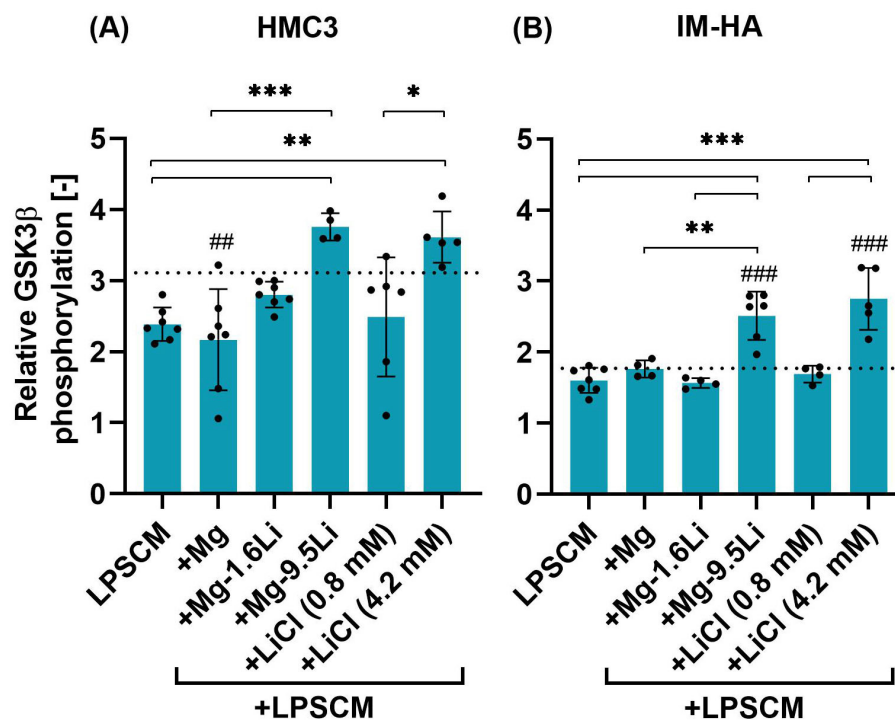 (A) HMC3
(B) IM-HA
Relative GSK3β
phosphorylation [-]
5
4
3
2
1
0
***
*
**
##
LPSCM
+Mg
+Mg-1.6Li
+Mg-9.5Li
+LiCl (0.8 mM)
+LiCl (4.2 mM)
+LPSCM
5
4
3
2
1
0
***
**
###
###
LPSCM
+Mg
+Mg-1.6Li
+Mg-9.5Li
+LiCl (0.8 mM)
+LiCl (4.2 mM)
+LPSCM